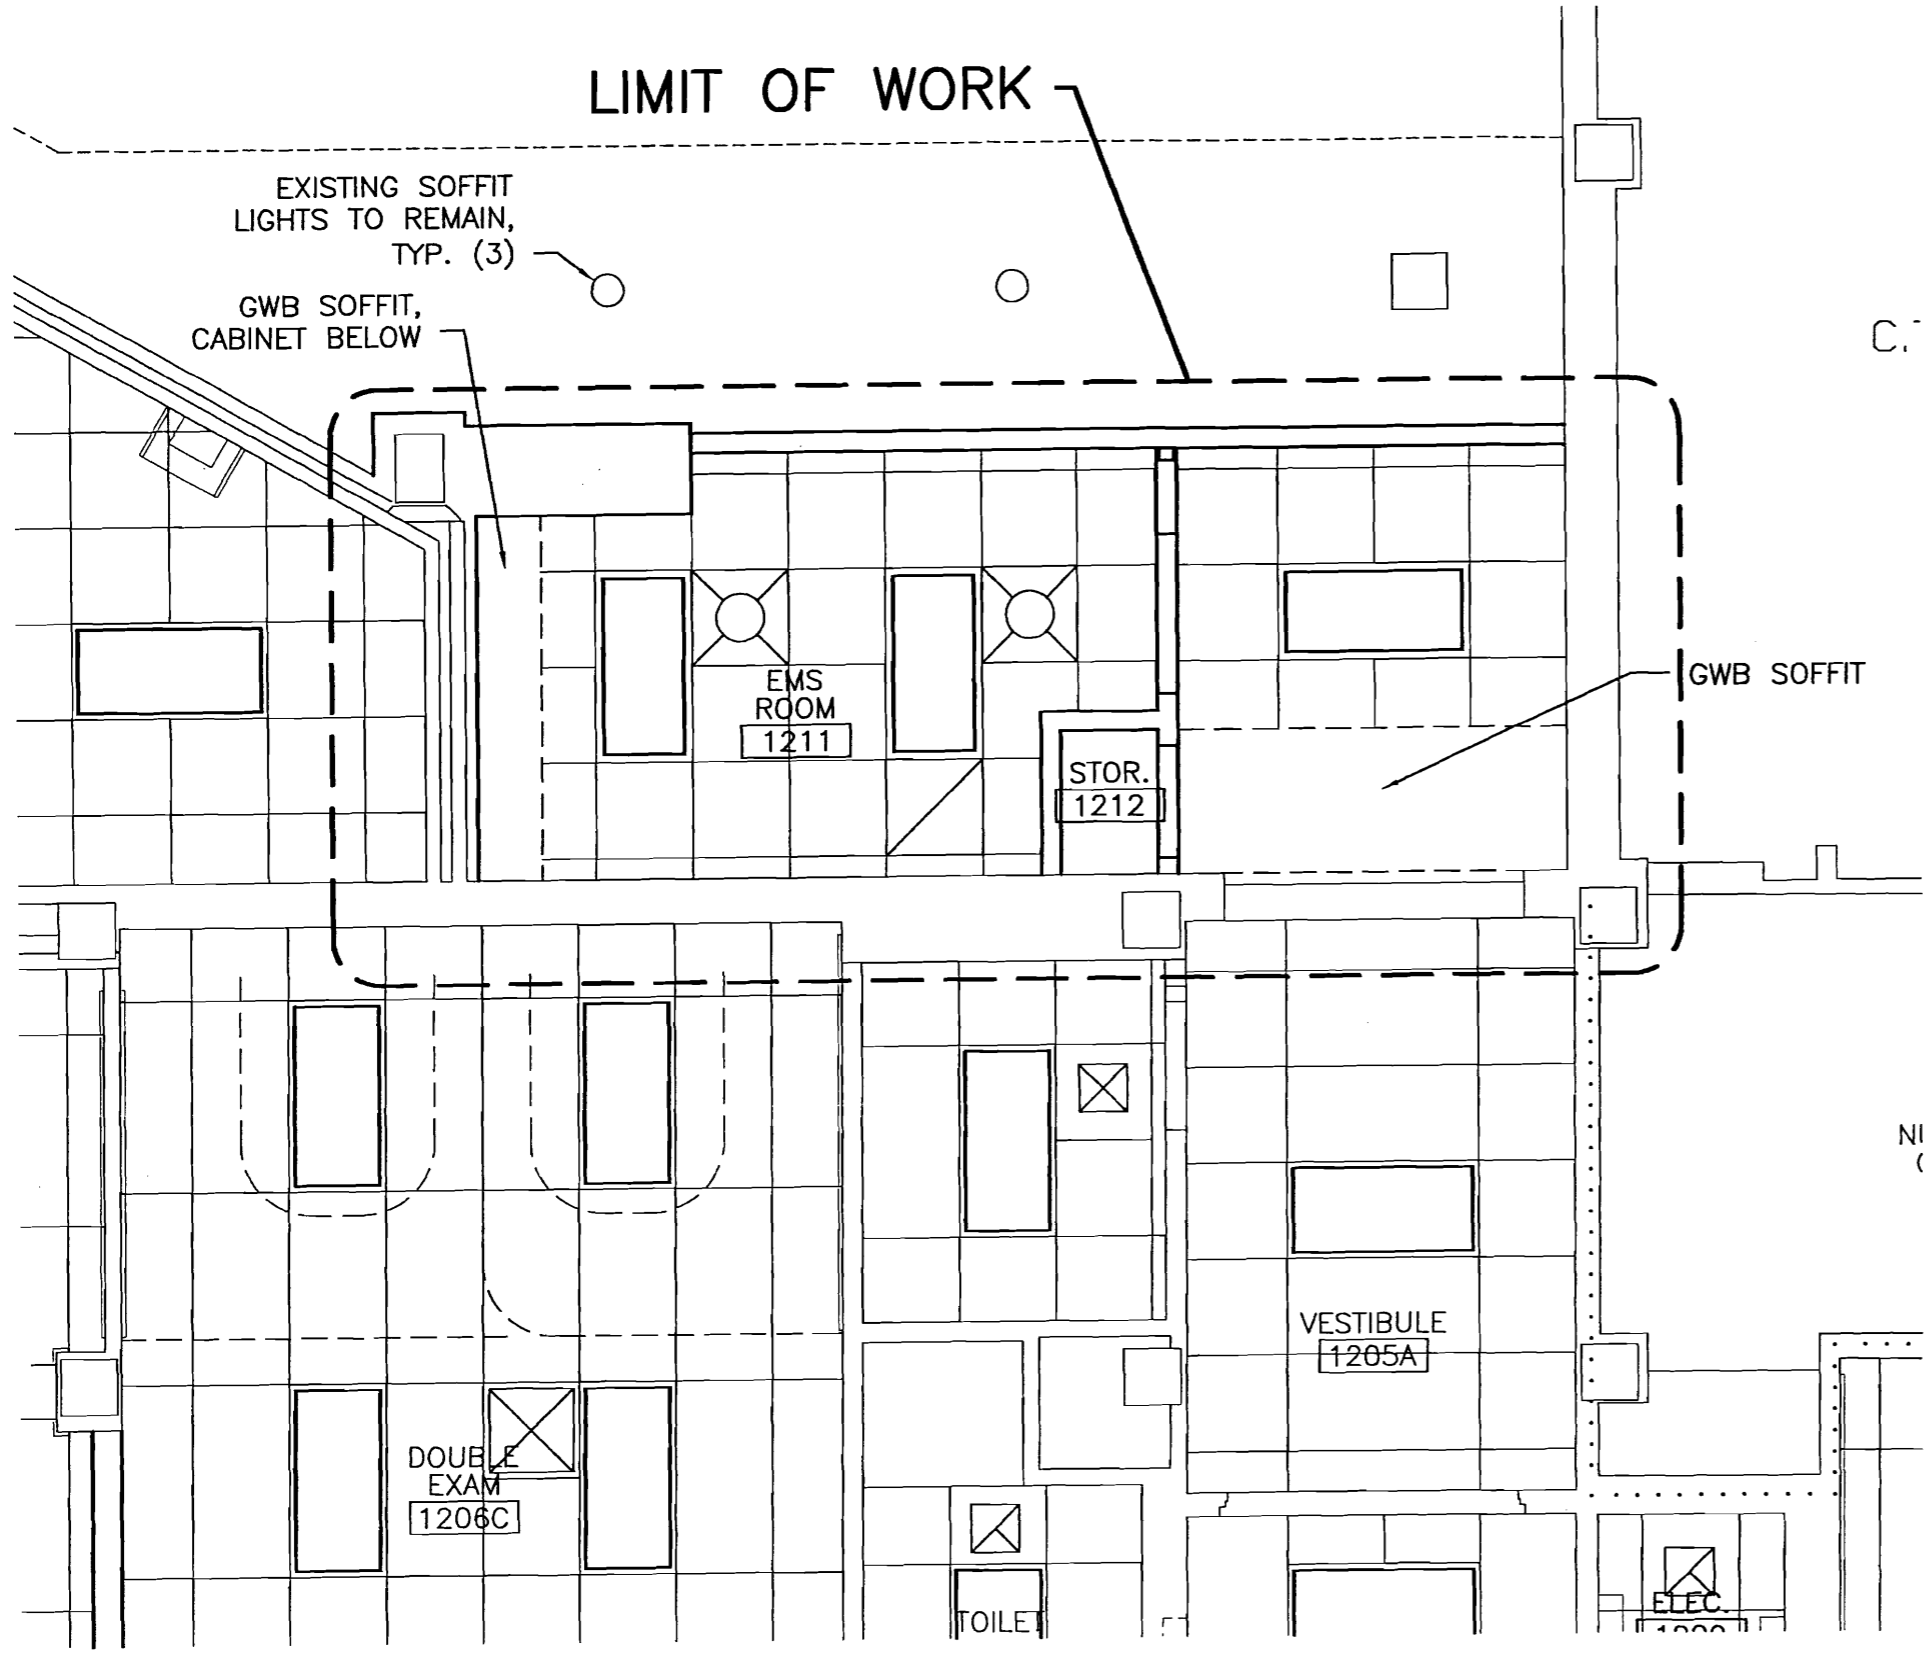 LIMIT OF WORK
EXISTING SOFFIT
LIGHTS TO REMAIN,
TYP. (3)
GWB SOFFIT,
CABINET BELOW
GWB SOFFIT
EMS
ROOM
1211
STOR.
1212
VESTIBULE
1205A
DOUBLE
EXAM
1206C
TOILET
ELEC.